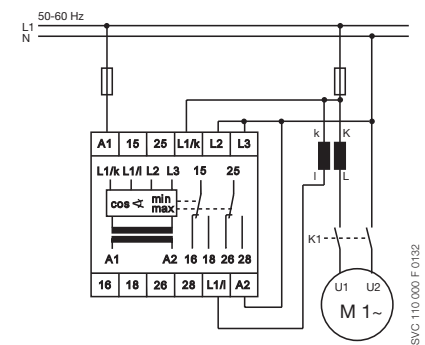 50-60 Hz
L1
N
k K
A1 15 25 L1/k L2 L3
L1/k L1/l L2 L3 15 25
l L
cos ∢ min
max
K1
A1 A2 16 18 26 28
16 18 26 28 L1/l A2
U1 U2
M 1~
SVC 110 000 F 0132